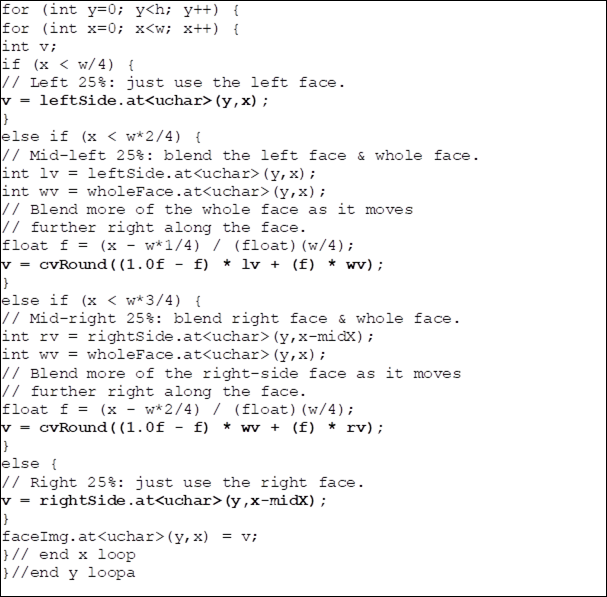 for (int y=0; y<h; y++) {
for (int x=0; x<w; x++) {
int v;
if (x < w/4) {
// Left 25%: just use the left face.
v = leftSide.at<uchar>(y,x);
}
else if (x < w*2/4) {
// Mid-left 25%: blend the left face & whole face.
int lv = leftSide.at<uchar>(y,x);
int wv = wholeFace.at<uchar>(y,x);
// Blend more of the whole face as it moves
// further right along the face.
float f = (x - w*1/4) / (float)(w/4);
v = cvRound((1.0f - f) * lv + (f) * wv);
}
else if (x < w*3/4) {
// Mid-right 25%: blend right face & whole face.
int rv = rightSide.at<uchar>(y,x-midX);
int wv = wholeFace.at<uchar>(y,x);
// Blend more of the right-side face as it moves
// further right along the face.
float f = (x - w*2/4) / (float)(w/4);
v = cvRound((1.0f - f) * wv + (f) * rv);
}
else {
// Right 25%: just use the right face.
v = rightSide.at<uchar>(y,x-midX);
}
faceImg.at<uchar>(y,x) = v;
}// end x loop
}//end y loopa